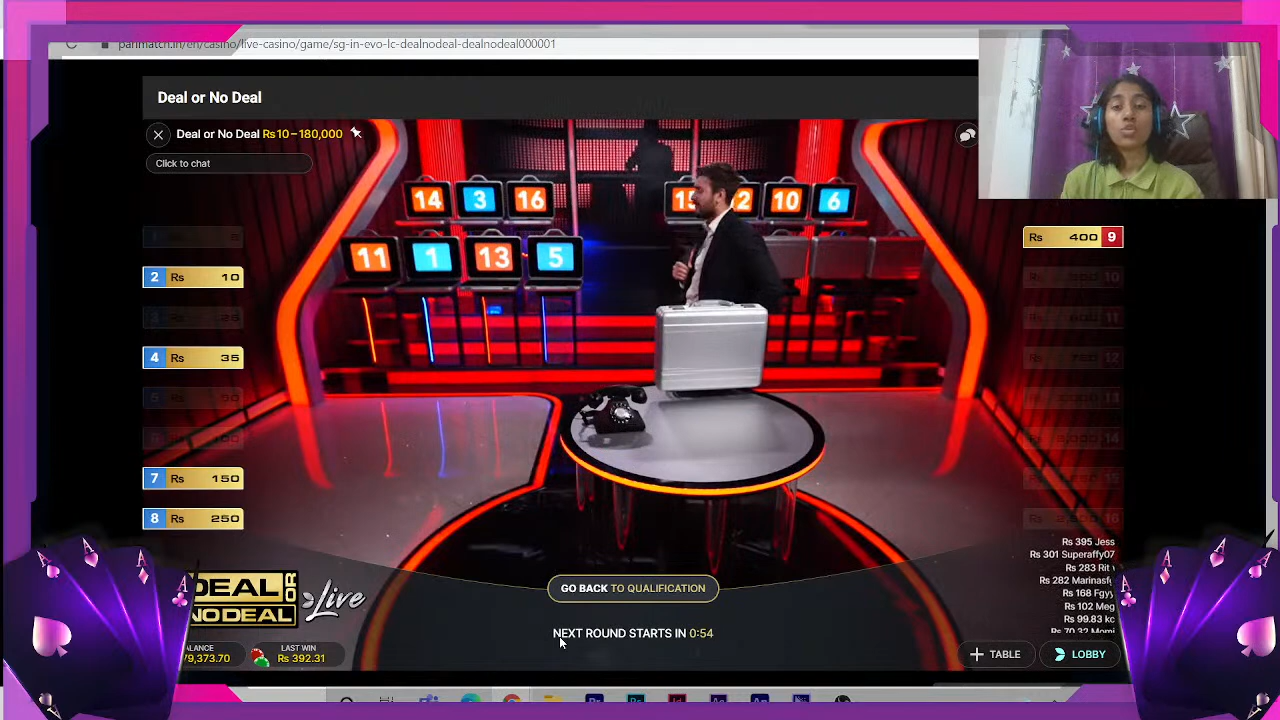 parimatch.in/en/casino/live-casino/game/sg-in-evo-lc-dealnodeal-dealnodeal000001
Deal or No Deal
Deal or No Deal Rs10–180,000
Click to chat
14 3 16 10 6
11 1 13 5
Rs 400 9
2 Rs 10
4 Rs 35
7 Rs 150
8 Rs 250
Rs 395 Jess
Rs 301 Superaffy07
Rs 283 Rit
Rs 282 Marinasf
Rs 168 Fgyy
Rs 102 Meg
Rs 99.83 kc
DEAL OR NO DEAL Live
GO BACK TO QUALIFICATION
NEXT ROUND STARTS IN 0:54
LAST WIN
Rs 392.31
TABLE
LOBBY